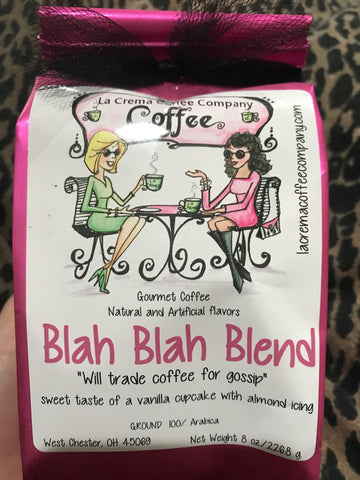 La Crema Coffee Company
Coffee
lacremacoffeecompany.com
Gourmet Coffee
Natural and Artificial flavors
Blah Blah Blend
"Will trade coffee for gossip"
sweet taste of a vanilla cupcake with almond icing
GROUND 100% Arabica
West Chester, OH 45069
Net Weight 8 oz/2268 g